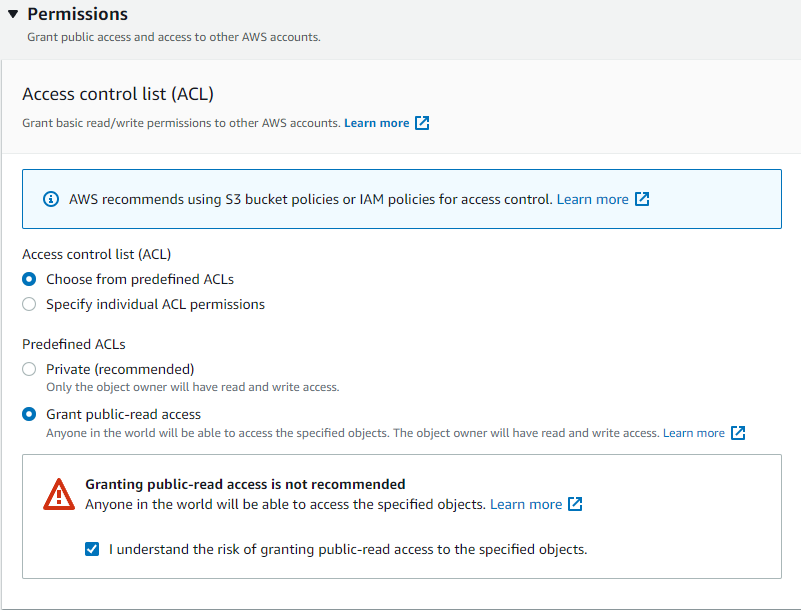 Permissions
Grant public access and access to other AWS accounts.
Access control list (ACL)
Grant basic read/write permissions to other AWS accounts. Learn more
AWS recommends using S3 bucket policies or IAM policies for access control. Learn more
Access control list (ACL)
Choose from predefined ACLs
Specify individual ACL permissions
Predefined ACLs
Private (recommended)
Only the object owner will have read and write access.
Grant public-read access
Anyone in the world will be able to access the specified objects. The object owner will have read and write access. Learn more
Granting public-read access is not recommended
Anyone in the world will be able to access the specified objects. Learn more
I understand the risk of granting public-read access to the specified objects.